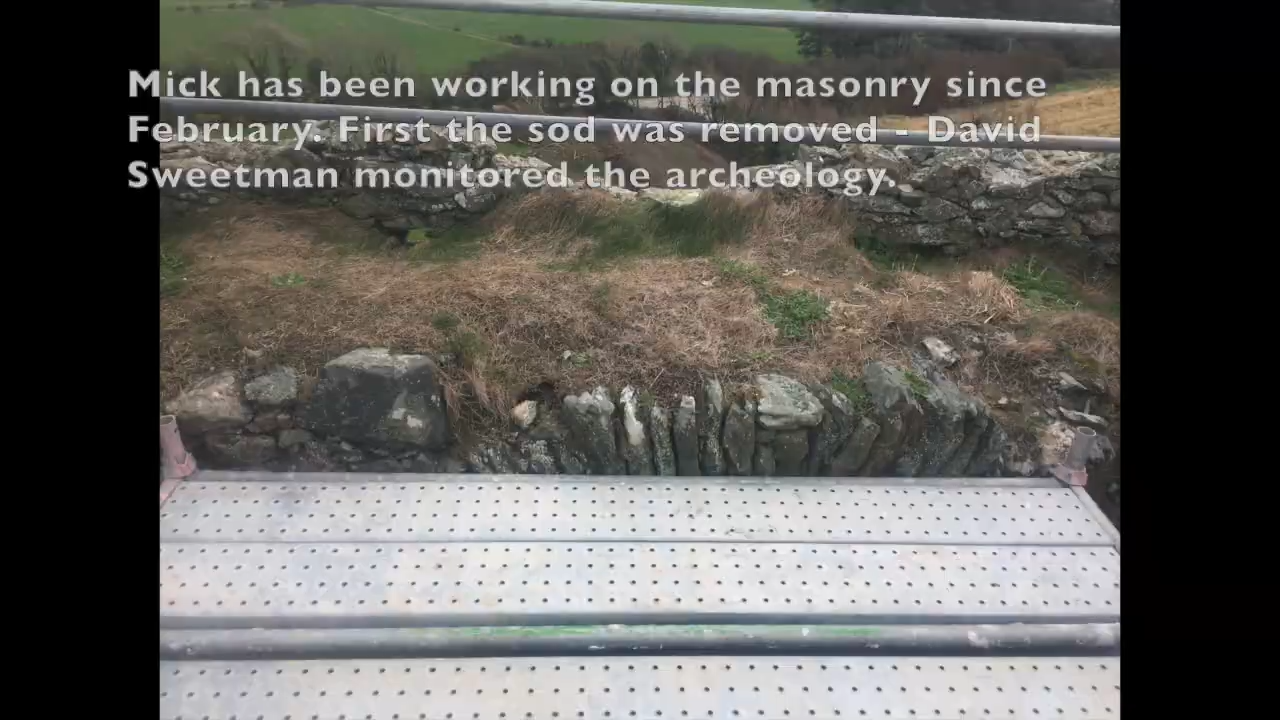 Mick has been working on the masonry since
February. First the sod was removed - David
Sweetman monitored the archeology.